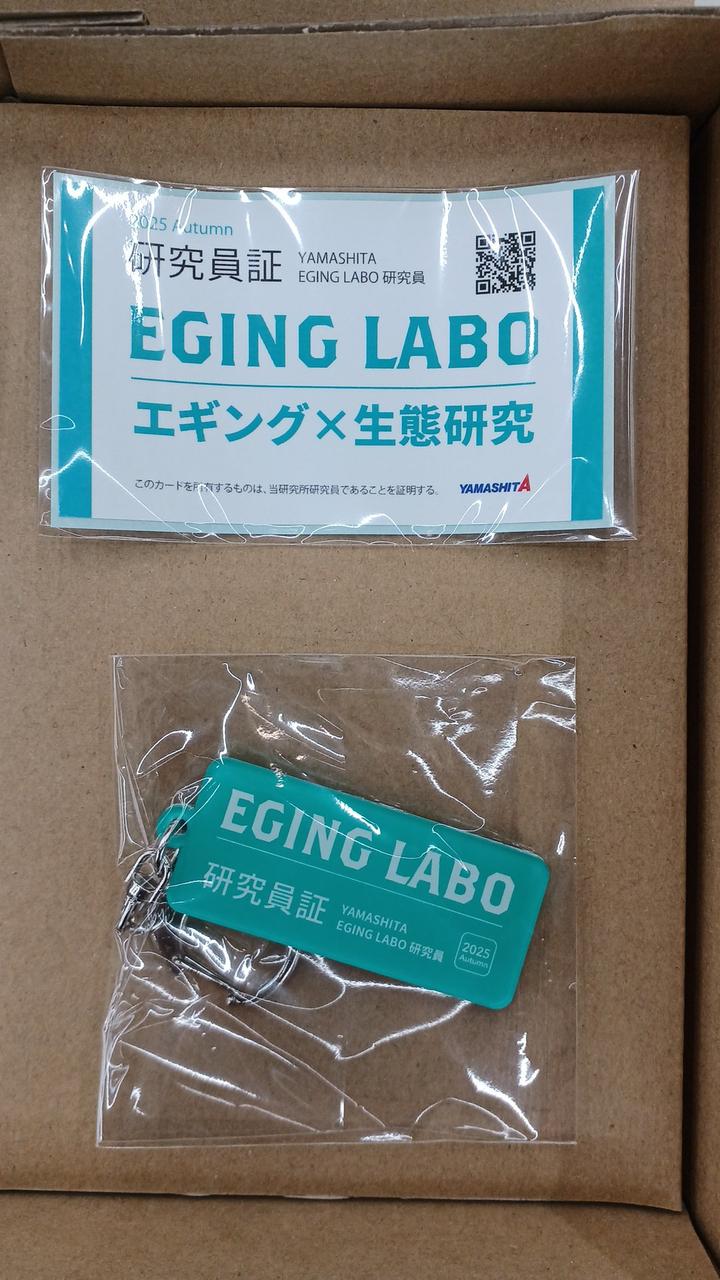 2025 Autumn
研究員証
YAMASHITA
EGING LABO 研究員
EGING LABO
エギング×生態研究
このカードを所有するものは、当研究所研究員であることを証明する。
YAMASHITA
EGING LABO
研究員証
YAMASHITA
EGING LABO 研究員
2025
Autumn